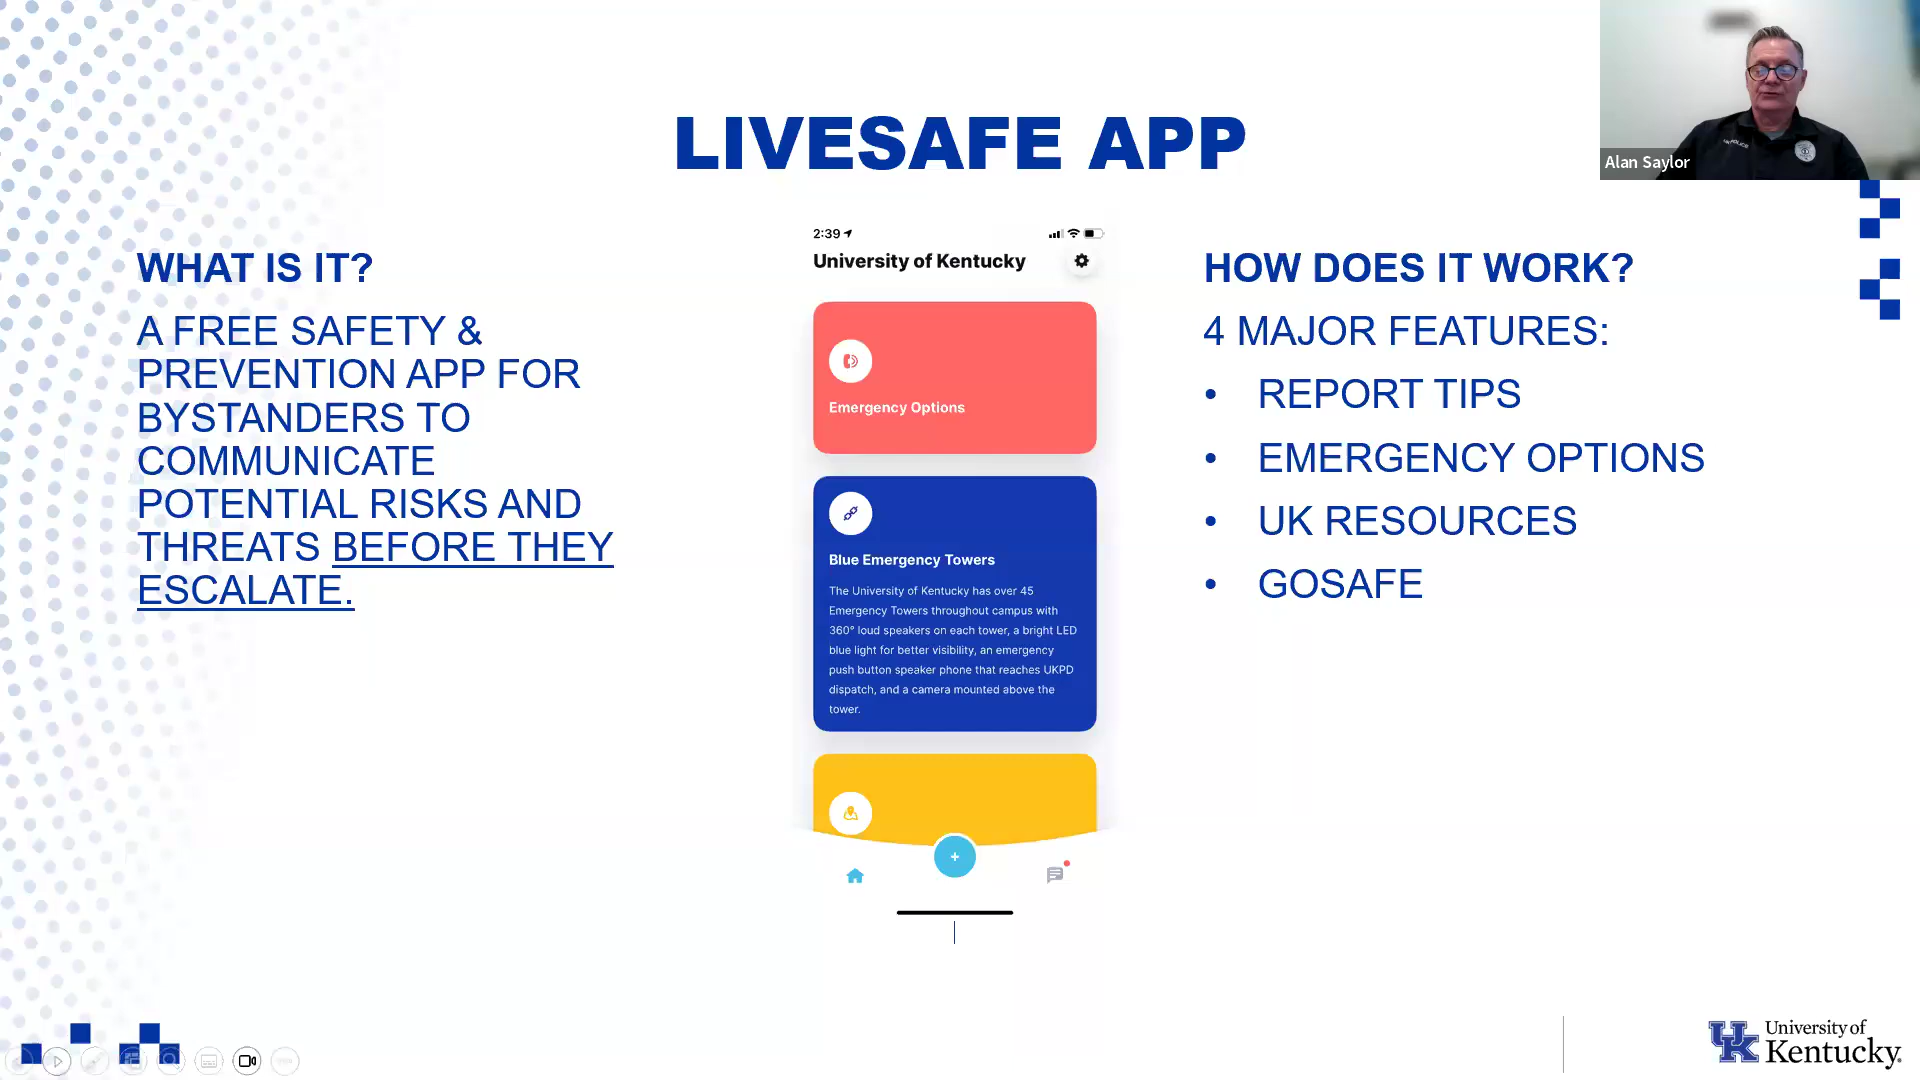 LIVESAFE APP
Alan Saylor
POLICE
WHAT IS IT?
A FREE SAFETY &
PREVENTION APP FOR
BYSTANDERS TO
COMMUNICATE
POTENTIAL RISKS AND
THREATS BEFORE THEY
ESCALATE.
2:39
University of Kentucky
Emergency Options
Blue Emergency Towers
The University of Kentucky has over 45
Emergency Towers throughout campus with
360° loud speakers on each tower, a bright LED
blue light for better visibility, an emergency
push button speaker phone that reaches UKPD
dispatch, and a camera mounted above the
tower.
HOW DOES IT WORK?
4 MAJOR FEATURES:
• REPORT TIPS
• EMERGENCY OPTIONS
• UK RESOURCES
• GOSAFE
UK
University of
Kentucky.